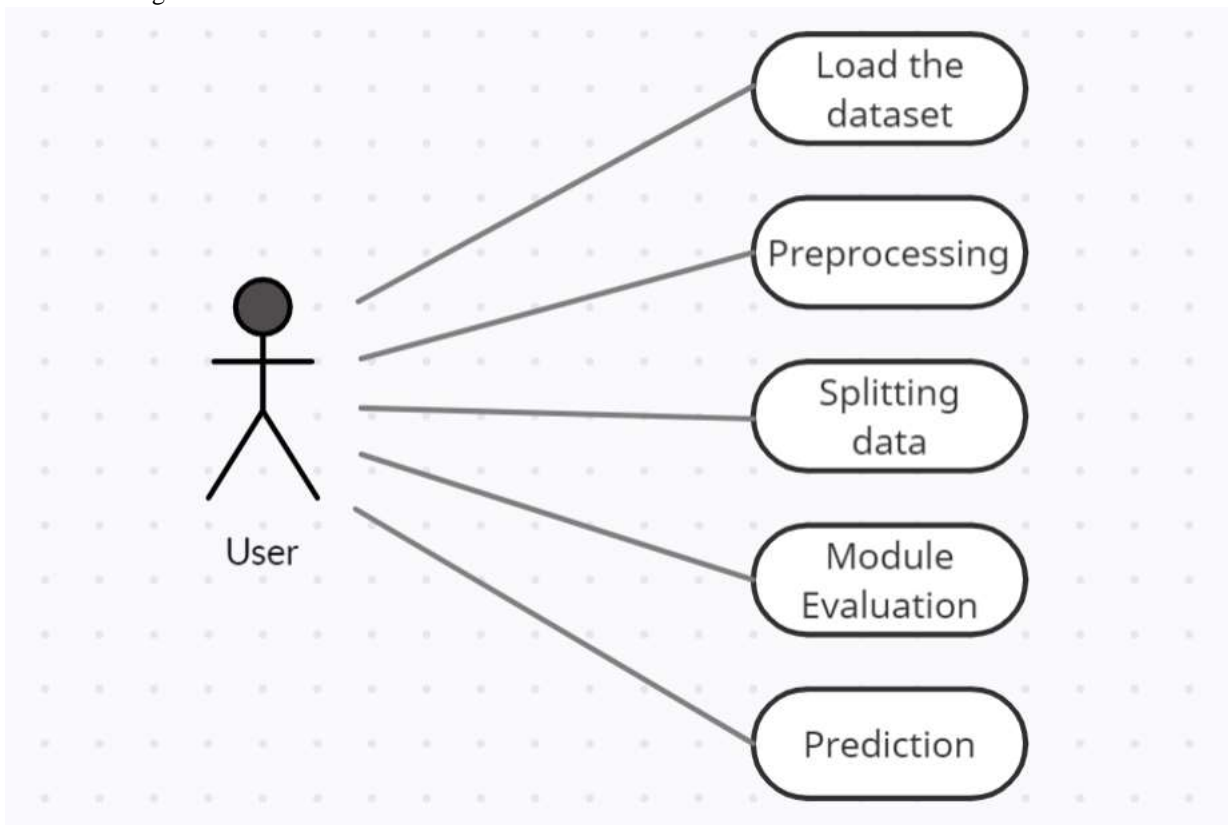 Load the
dataset
Preprocessing
Splitting
data
User
Module
Evaluation
Prediction